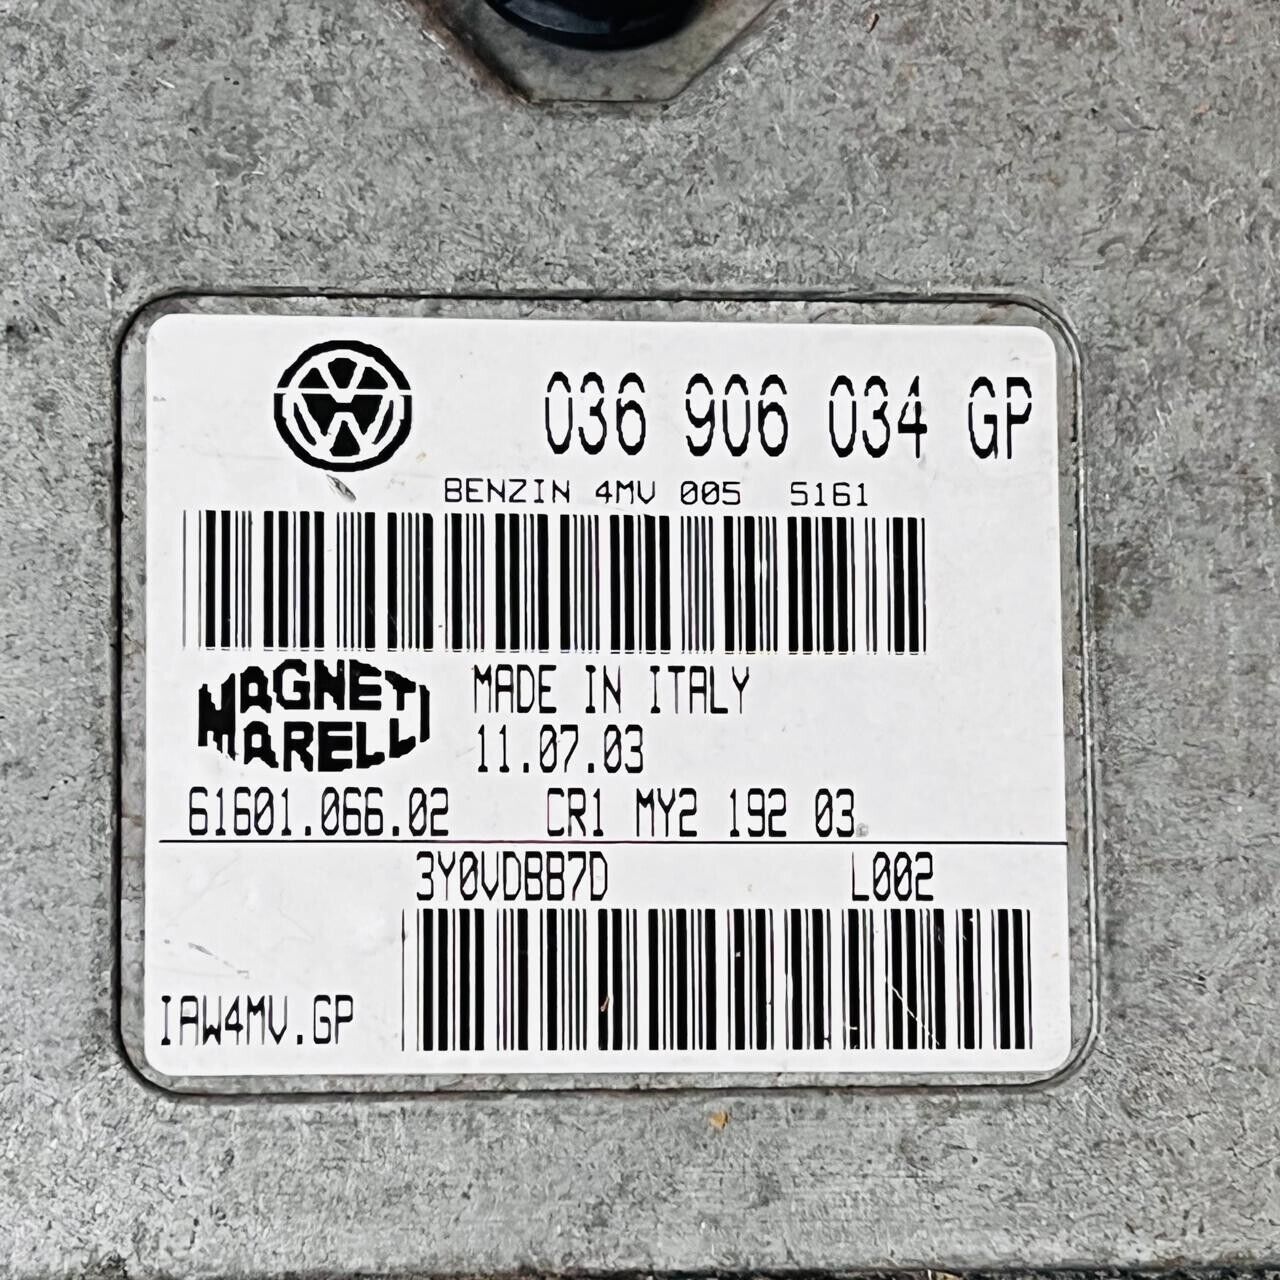 036 906 034 GP
BENZIN 4MV 005 5161
MAGNETI
MARELLI
MADE IN ITALY
11.07.03
61601.066.02 CR1 MY2 192 03
3Y0VDBB7D L002
IAW4MV.GP